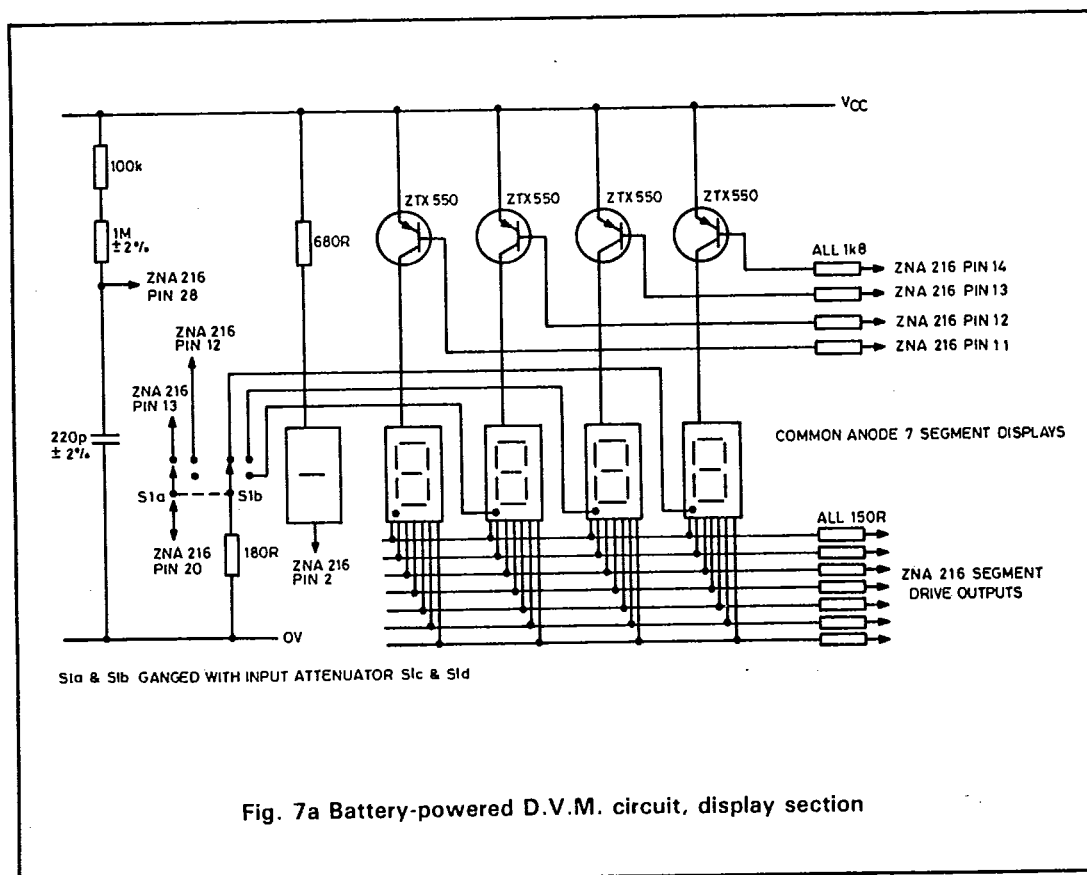 VCC
100k
1M
± 2%
ZNA 216
PIN 28
680R
ZTX 550
ZTX 550
ZTX 550
ZTX550
ALL 1k8
ZNA 216 PIN 14
ZNA 216 PIN 13
ZNA 216 PIN 12
ZNA 216 PIN 11
ZNA 216
PIN 12
ZNA 216
PIN 13
220p
± 2%
S1a
S1b
ZNA 216
PIN 20
180R
ZNA 216
PIN 2
COMMON ANODE 7 SEGMENT DISPLAYS
ALL 150R
ZNA 216 SEGMENT
DRIVE OUTPUTS
OV
S1a & S1b GANGED WITH INPUT ATTENUATOR S1c & S1d
Fig. 7a Battery-powered D.V.M. circuit, display section